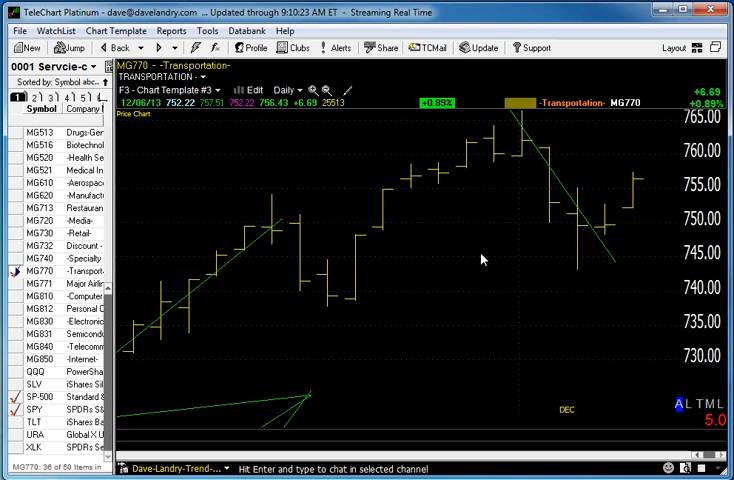 TeleChart Platinum - dave@davelandry.com ... Updated through 9:10:23 AM ET - Streaming Real Time
File WatchList Chart Template Reports Tools Databank Help
New Jump Back Profile Clubs Alerts Share TCMail Update Support Layout
0001 Servcie-c
Sorted by: Symbol abc..
1 2 3 4 5
Symbol Company
MG513 Drugs-Gen
MG516 Biotechno
MG520 -Health Se
MG521 Medical In
MG610 -Aerospac
MG620 -Manufact
MG713 Restauran
MG720 -Media-
MG730 -Retail-
MG732 Discount -
MG740 -Specialty
MG770 -Transport
MG771 Major Airlin
MG810 -Computer
MG812 Personal C
MG830 -Electronic
MG831 Semicond
MG840 -Telecomm
MG850 -Internet-
QQQ PowerSha
SLV iShares Sil
SP-500 Standard &
SPY SPDRs S&
TLT iShares Ba
URA Global X U
XLK SPDRs Se
MG770: 36 of 50 Items in
MG770 - -Transportation-
TRANSPORTATION -
F3 - Chart Template #3 Edit Daily
12/06/13 752.22 757.51 752.22 756.43 +6.69 25513 +0.89% -Transportation- MG770
+6.69
+0.89%
Price Chart
765.00
760.00
755.00
750.00
745.00
740.00
735.00
730.00
DEC
A L T M L
5.0
Dave-Landry-Trend-... Hit Enter and type to chat in selected channel